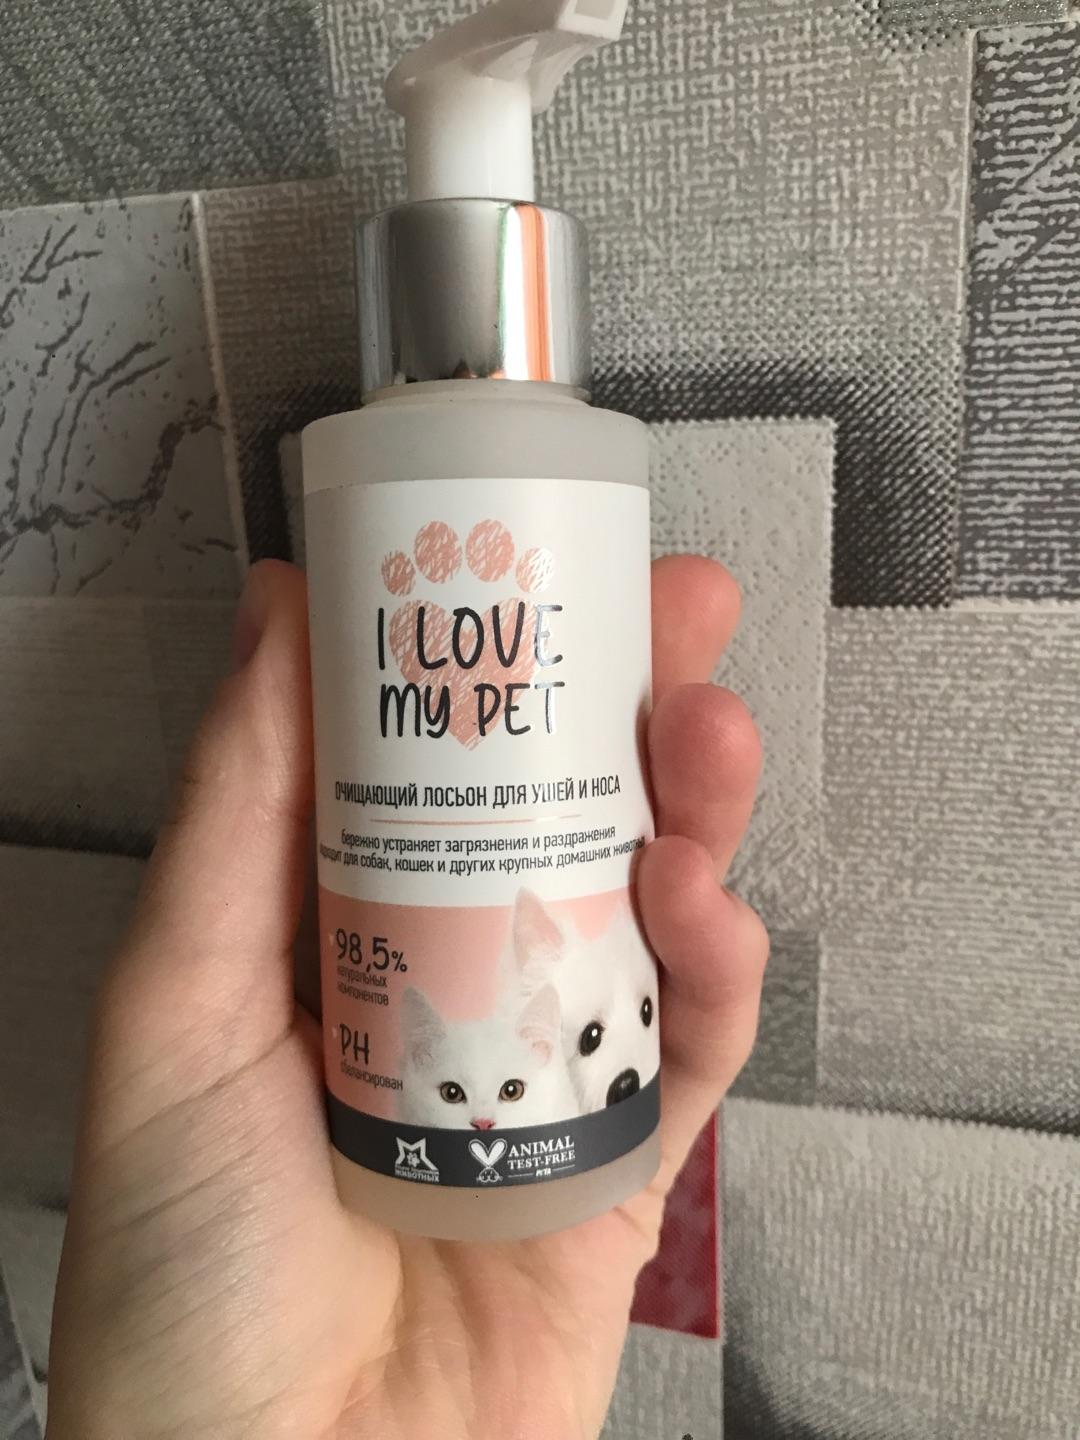 I LOVE
MY PET
ОЧИЩАЮЩИЙ ЛОСЬОН ДЛЯ УШЕЙ И НОСА
бережно устраняет загрязнения и раздражения
для собак, кошек и других крупных домашних
98,5%
натуральных
компонентов
PH
сбалансирован
ЖИВОТНЫХ
ANIMAL
TEST-FREE
PETA